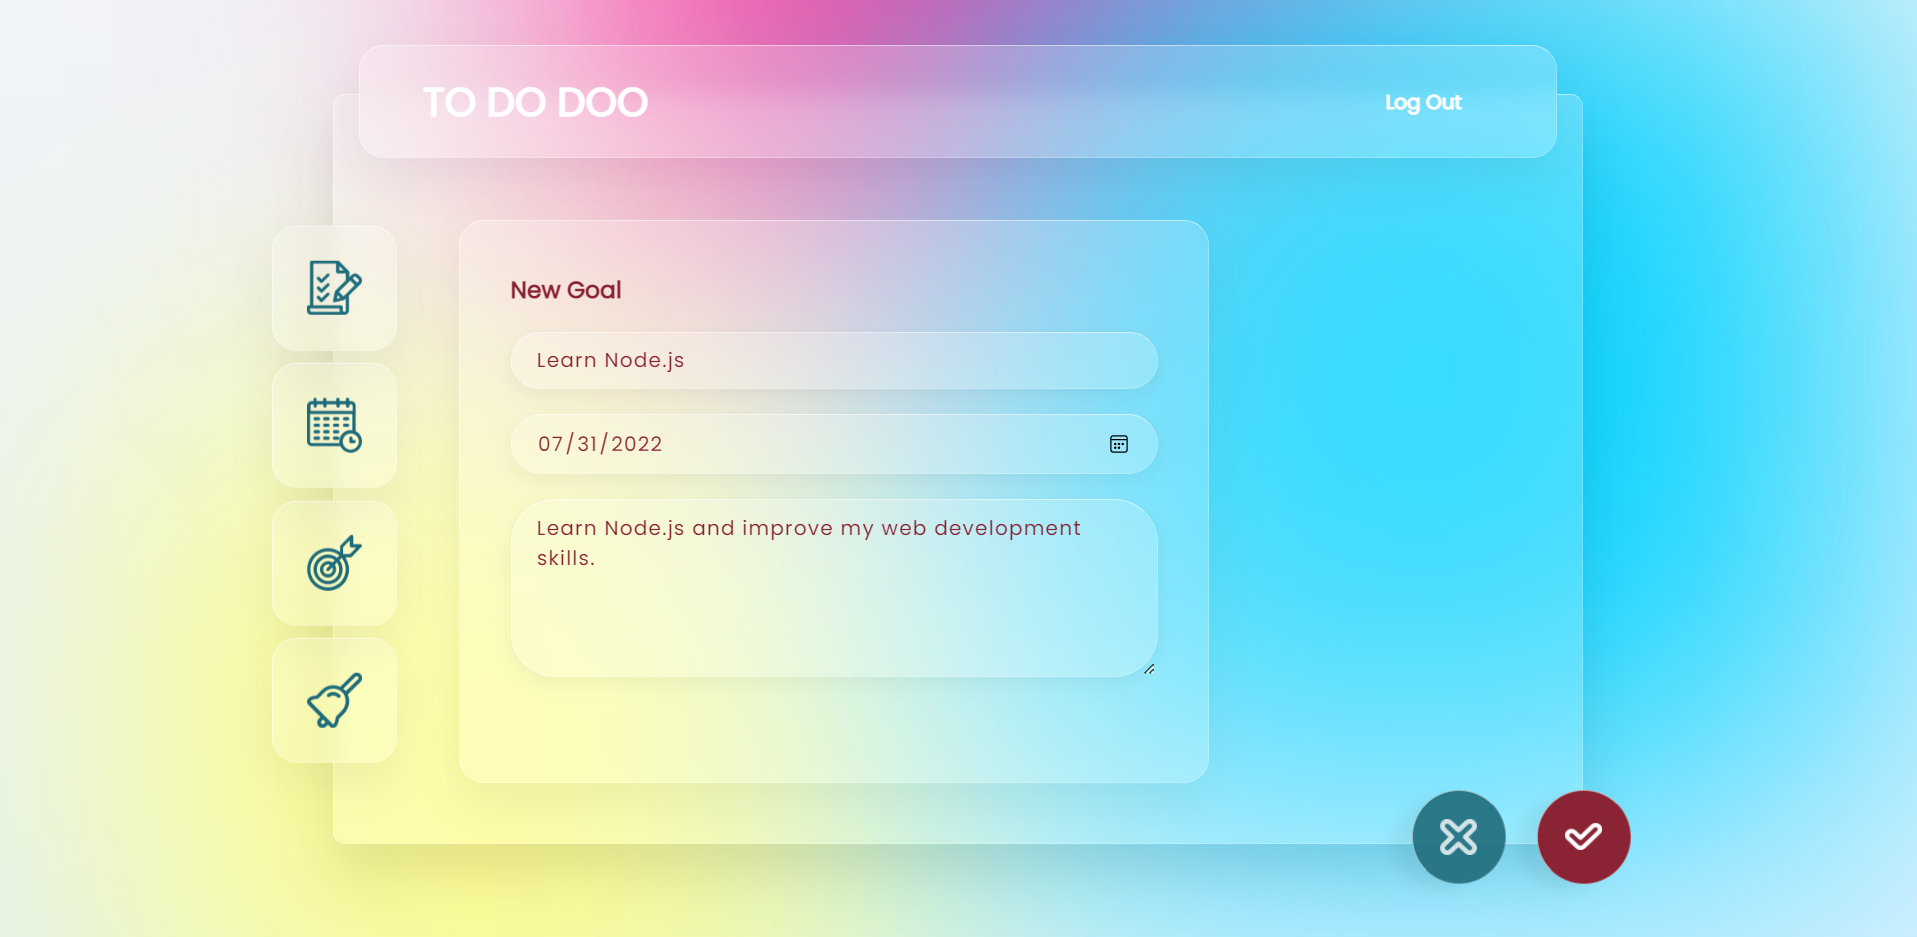 TO DO DOO
Log Out
New Goal
Learn Node.js
07/31/2022
Learn Node.js and improve my web development
skills.